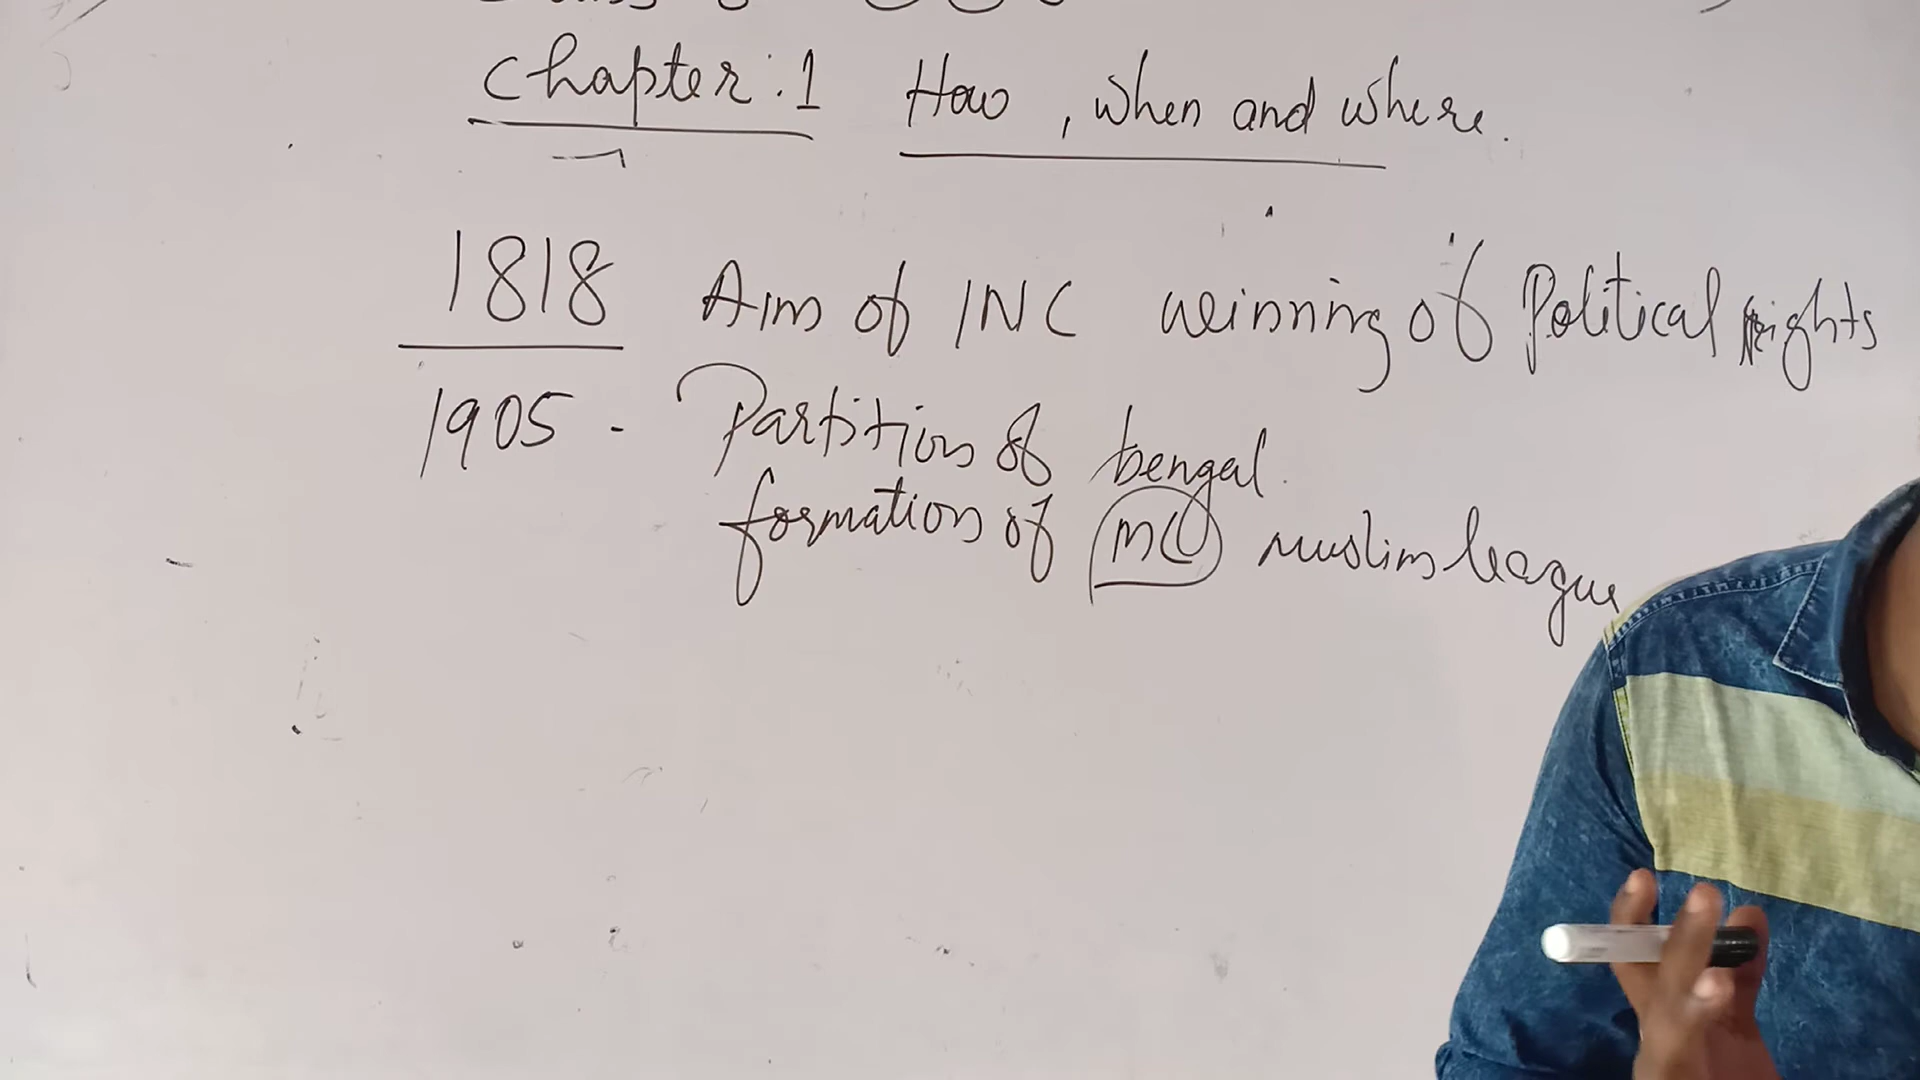 Chapter : 1 How , when and where.
1818 Aim of INC winning of Political rights
1905 - Partition of bengal.
formation of ML muslim league